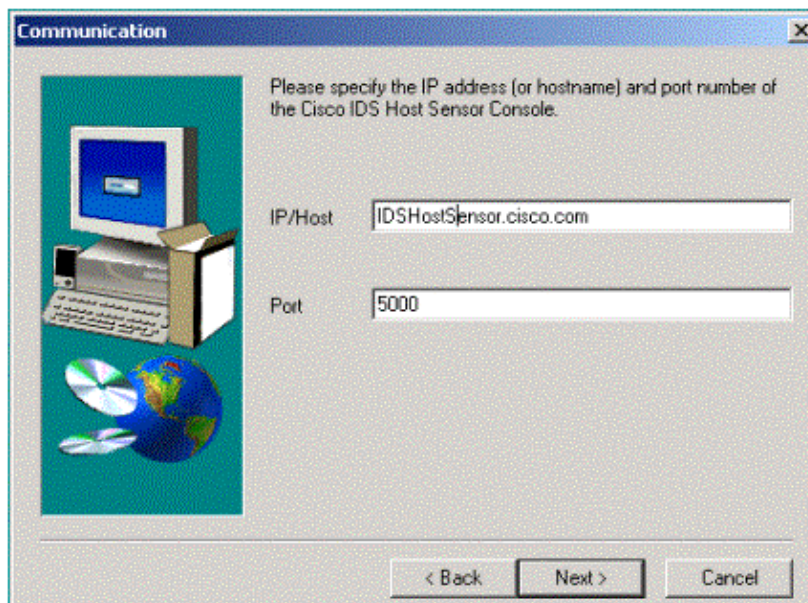 Communication
Please specify the IP address (or hostname) and port number of
the Cisco IDS Host Sensor Console.
IP/Host
IDSHostSensor.cisco.com
Port
5000
< Back
Next >
Cancel